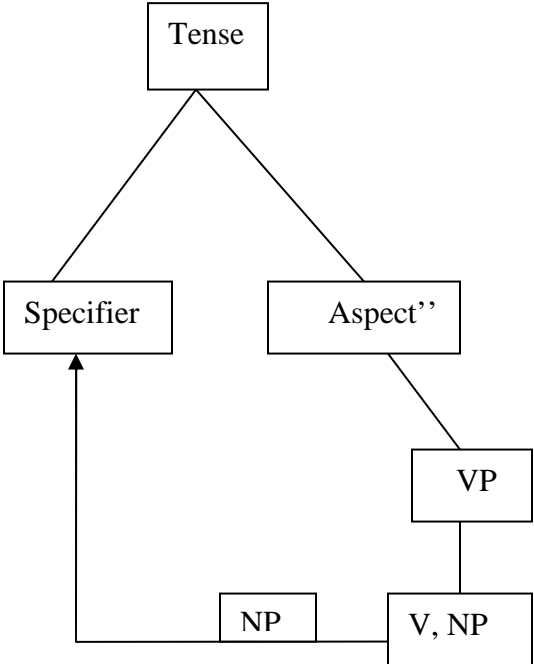 Tense
Specifier
Aspect’’
VP
NP
V, NP